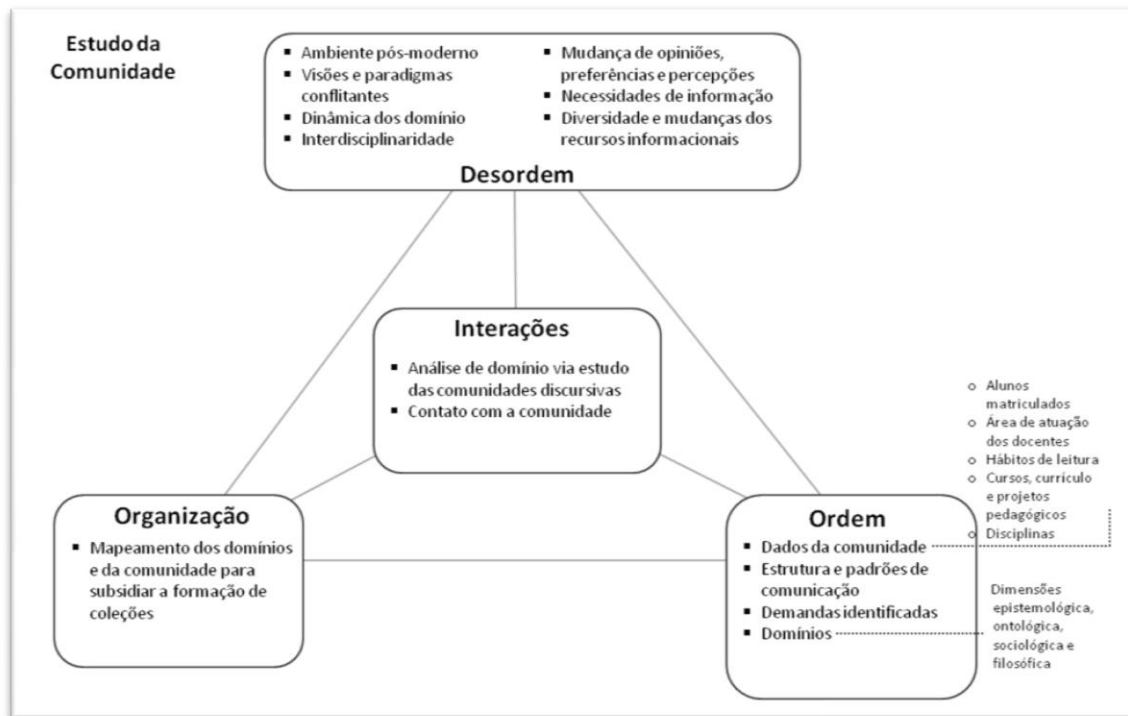 Estudo da
Comunidade
▪ Ambiente pós-moderno
▪ Visões e paradigmas
conflitantes
▪ Dinâmica dos domínio
▪ Interdisciplinaridade
▪ Mudança de opiniões,
preferências e percepções
▪ Necessidades de informação
▪ Diversidade e mudanças dos
recursos informacionais
Desordem
Interações
▪ Análise de domínio via estudo
das comunidades discursivas
▪ Contato com a comunidade
Organização
▪ Mapeamento dos domínios
e da comunidade para
subsidiar a formação de
coleções
Ordem
▪ Dados da comunidade
▪ Estrutura e padrões de
comunicação
▪ Demandas identificadas
▪ Domínios
o Alunos
matriculados
o Área de atuação
dos docentes
o Hábitos de leitura
o Cursos, currículo
e projetos
pedagógicos
o Disciplinas
Dimensões
epistemológica,
ontológica,
sociológica e
filosófica